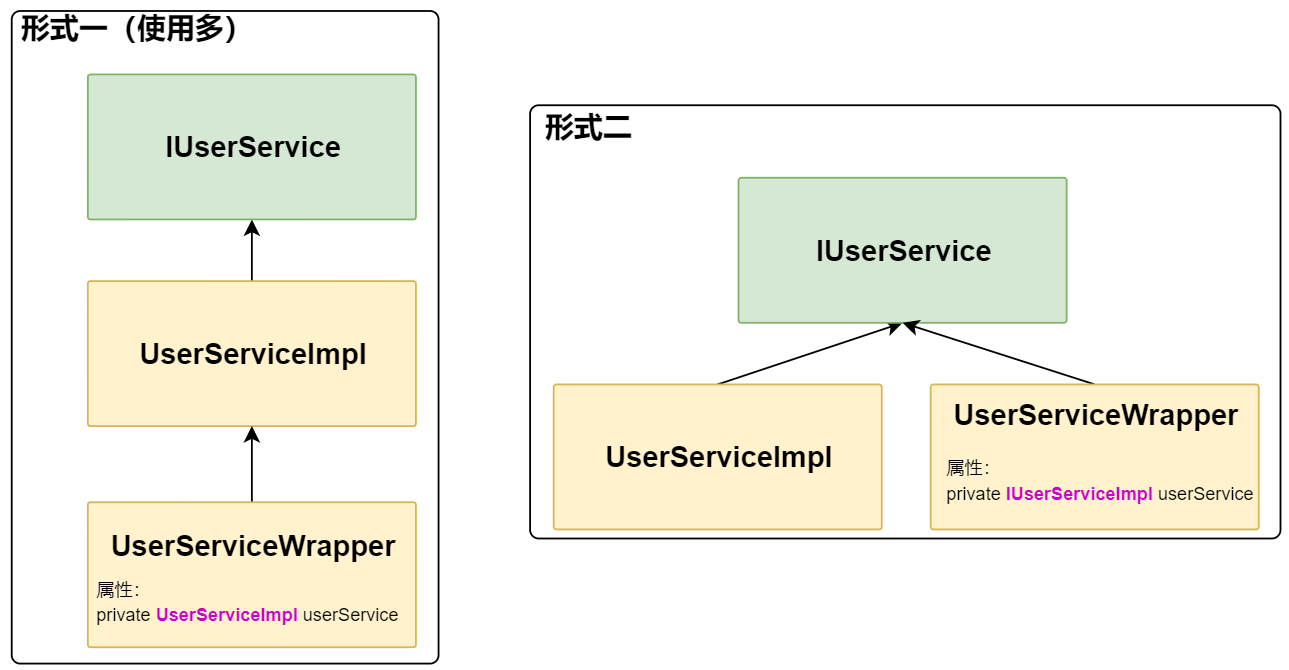 形式一（使用多）
IUserService
UserServiceImpl
UserServiceWrapper
属性：
private UserServiceImpl userService
形式二
IUserService
UserServiceImpl
UserServiceWrapper
属性：
private IUserServiceImpl userService